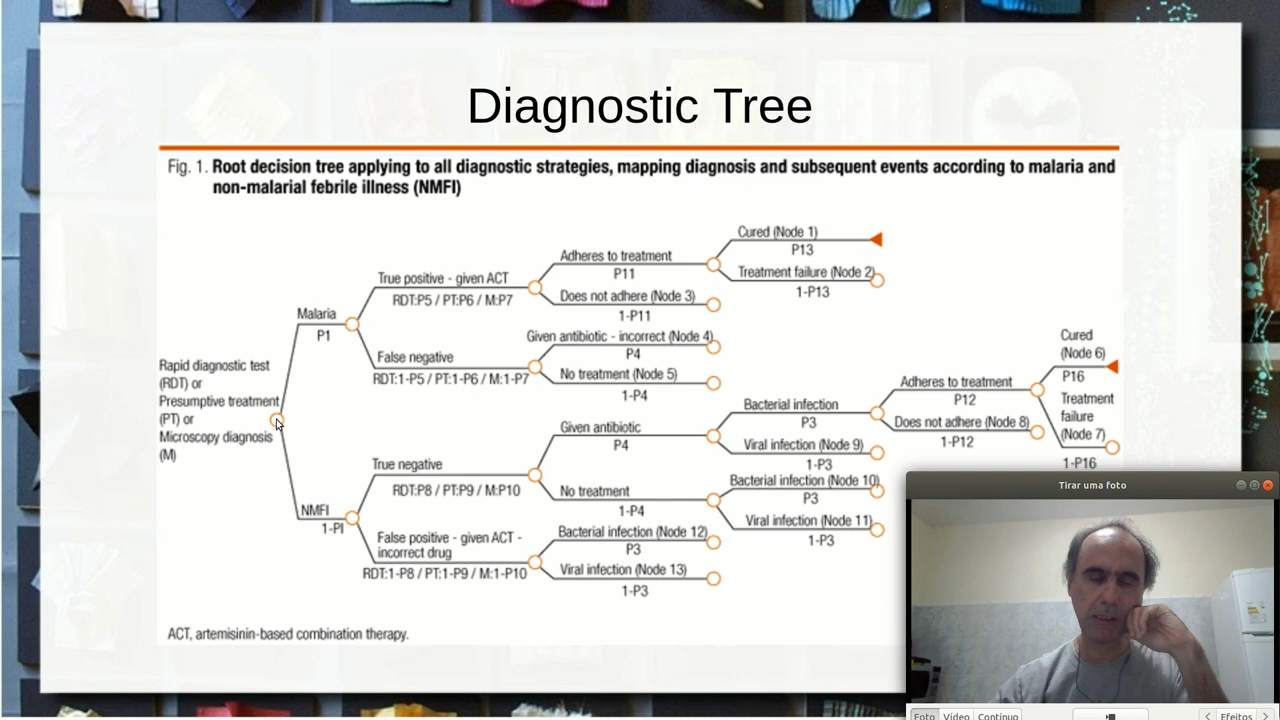 Diagnostic Tree
Fig. 1. Root decision tree applying to all diagnostic strategies, mapping diagnosis and subsequent events according to malaria and
non-malarial febrile illness (NMFI)
Cured (Node 1)
P13
Adheres to treatment
P11
Treatment failure (Node 2)
1-P13
True positive - given ACT
RDT:P5 / PT:P6 / M:P7
Does not adhere (Node 3)
1-P11
Malaria
P1
Given antibiotic - incorrect (Node 4)
P4
False negative
RDT:1-P5 / PT:1-P6 / M:1-P7
No treatment (Node 5)
1-P4
Rapid diagnostic test
(RDT) or
Presumptive treatment
(PT) or
Microscopy diagnosis
(M)
Cured
(Node 6)
P16
Adheres to treatment
P12
Treatment
failure
(Node 7)
1-P16
Bacterial infection
P3
Does not adhere (Node 8)
1-P12
Given antibiotic
P4
Viral infection (Node 9)
1-P3
True negative
RDT:P8 / PT:P9 / M:P10
No treatment
1-P4
Bacterial infection (Node 10)
P3
Viral infection (Node 11)
1-P3
NMFI
1-PI
False positive - given ACT -
incorrect drug
RDT:1-P8 / PT:1-P9 / M:1-P10
Bacterial infection (Node 12)
P3
Viral infection (Node 13)
1-P3
ACT, artemisinin-based combination therapy.
Tirar uma foto
Foto Vídeo Contínuo Efeitos